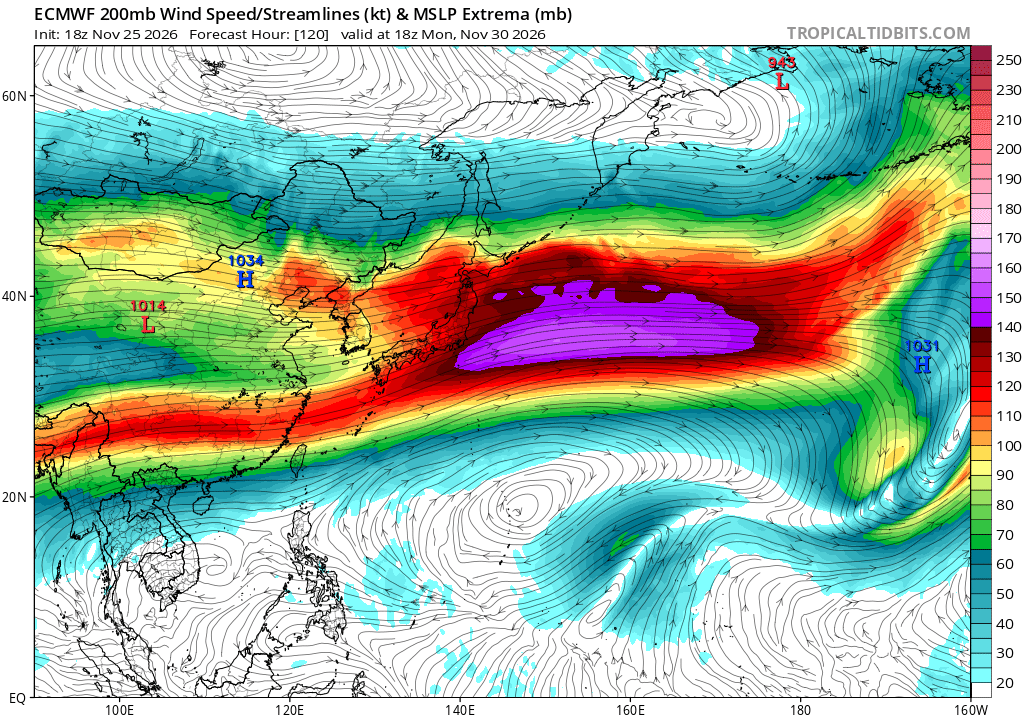 ECMWF 200mb Wind Speed/Streamlines (kt) & MSLP Extrema (mb)
Init: 18z Nov 25 2026 Forecast Hour: [120] valid at 18z Mon, Nov 30 2026
TROPICALTIDBITS.COM
943
L
1034
H
1014
L
1031
H
60N
40N
20N
EQ
100E
120E
140E
160E
180
160W
250
230
210
200
190
180
170
160
150
140
130
120
110
100
90
80
70
60
50
40
30
20